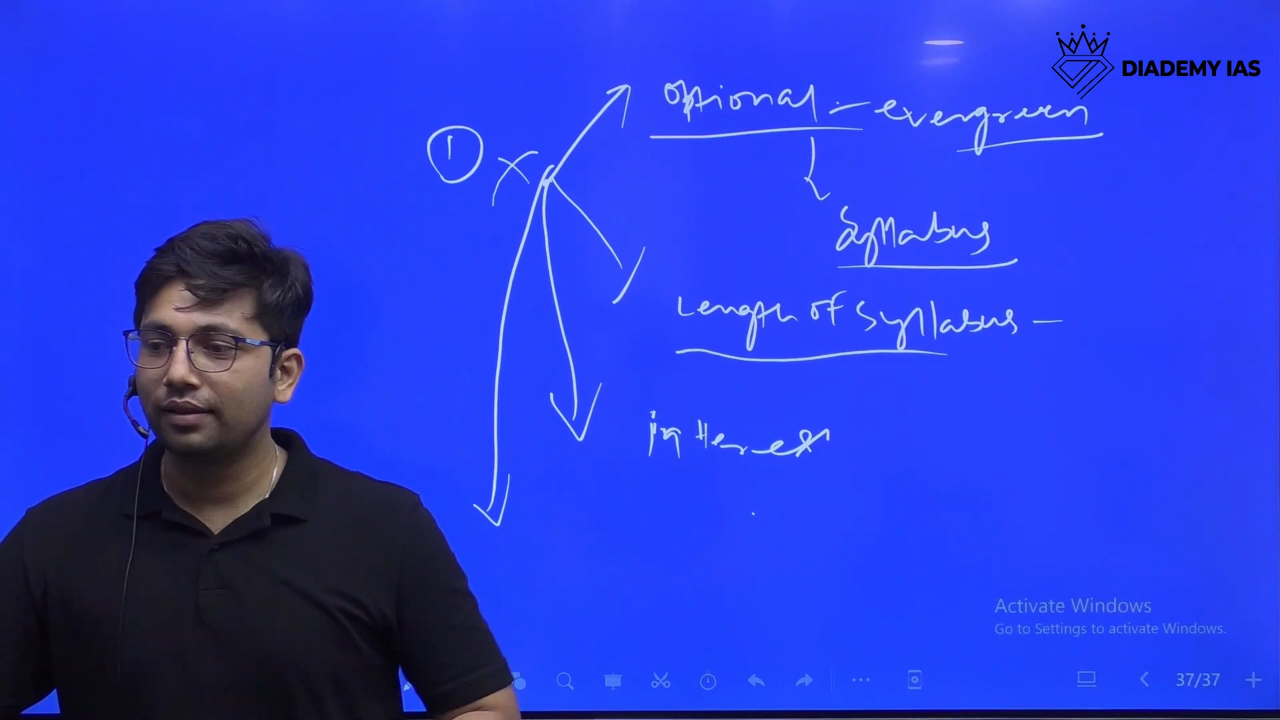 DIADEMY IAS
optional - evergreen
① X
Syllabus
Length of Syllabus -
interest
Activate Windows
Go to Settings to activate Windows.
37/37